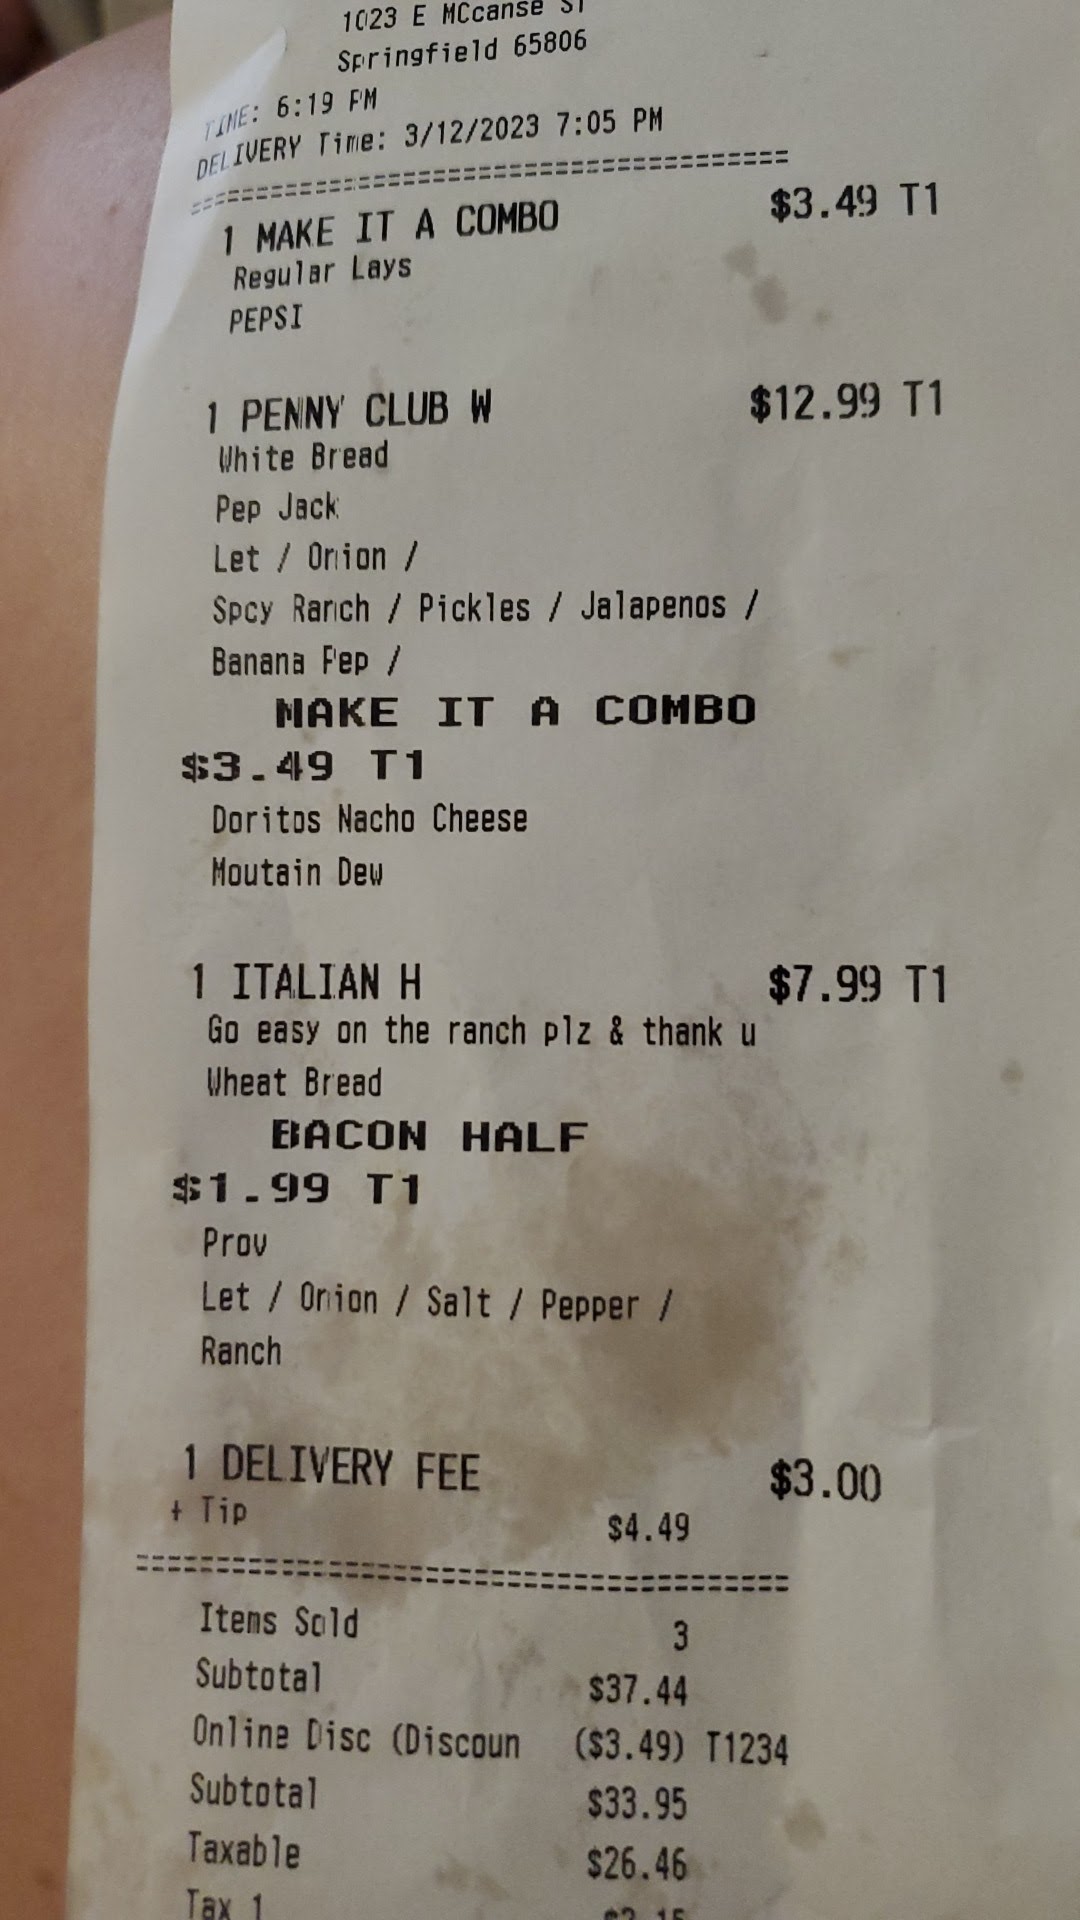 1023 E MCcanse ST
Springfield 65806
TIME: 6:19 PM
DELIVERY Time: 3/12/2023 7:05 PM
=====================================
1 MAKE IT A COMBO $3.49 T1
Regular Lays
PEPSI
1 PENNY CLUB W $12.99 T1
White Bread
Pep Jack
Let / Onion /
Spcy Ranch / Pickles / Jalapenos /
Banana Pep /
MAKE IT A COMBO
$3.49 T1
Doritos Nacho Cheese
Moutain Dew
1 ITALIAN H $7.99 T1
Go easy on the ranch plz & thank u
Wheat Bread
BACON HALF
$1.99 T1
Prov
Let / Onion / Salt / Pepper /
Ranch
1 DELIVERY FEE $3.00
+ Tip $4.49
=====================================
Items Sold 3
Subtotal $37.44
Online Disc (Discoun ($3.49) T1234
Subtotal $33.95
Taxable $26.46
Tax 1